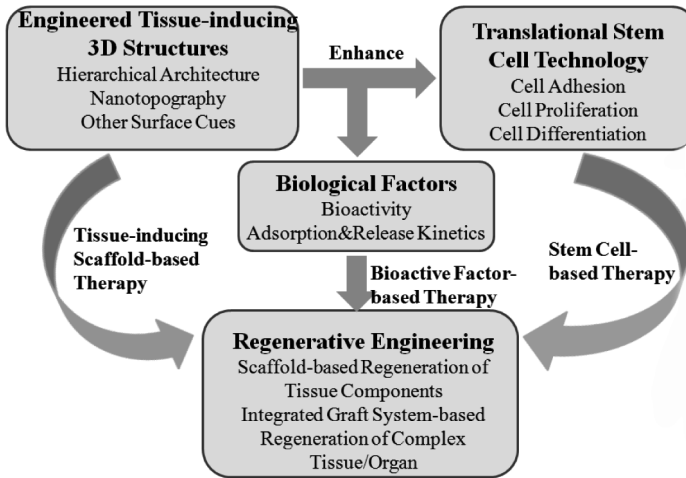 Engineered Tissue-inducing
3D Structures
Hierarchical Architecture
Nanotopography
Other Surface Cues
Enhance
Translational Stem
Cell Technology
Cell Adhesion
Cell Proliferation
Cell Differentiation
Biological Factors
Bioactivity
Adsorption&Release Kinetics
Tissue-inducing
Scaffold-based
Therapy
Bioactive Factor-
based Therapy
Stem Cell-
based Therapy
Regenerative Engineering
Scaffold-based Regeneration of
Tissue Components
Integrated Graft System-based
Regeneration of Complex
Tissue/Organ